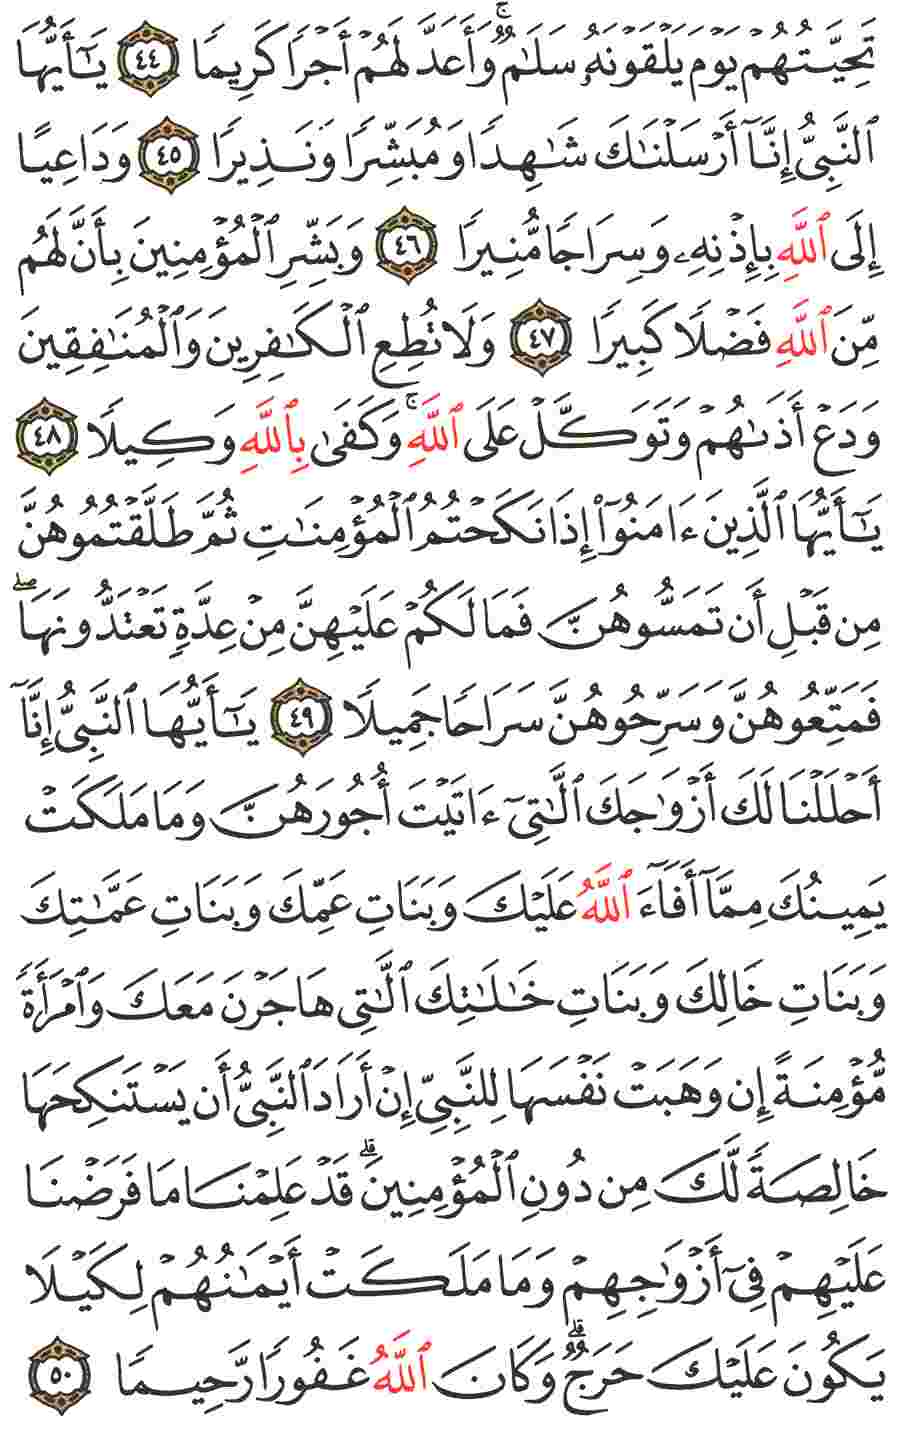 تَحِيَّتُهُمْ يَوْمَ يَلْقَوْنَهُۥ سَلَٰمٌ ۚ وَأَعَدَّ لَهُمْ أَجْرًا كَرِيمًا ٤٤ يَٰٓأَيُّهَا
ٱلنَّبِىُّ إِنَّآ أَرْسَلْنَٰكَ شَٰهِدًا وَمُبَشِّرًا وَنَذِيرًا ٤٥ وَدَاعِيًا
إِلَى ٱللَّهِ بِإِذْنِهِۦ وَسِرَاجًا مُّنِيرًا ٤٦ وَبَشِّرِ ٱلْمُؤْمِنِينَ بِأَنَّ لَهُم
مِّنَ ٱللَّهِ فَضْلًا كَبِيرًا ٤٧ وَلَا تُطِعِ ٱلْكَٰفِرِينَ وَٱلْمُنَٰفِقِينَ
وَدَعْ أَذَىٰهُمْ وَتَوَكَّلْ عَلَى ٱللَّهِ ۚ وَكَفَىٰ بِٱللَّهِ وَكِيلًا ٤٨
يَٰٓأَيُّهَا ٱلَّذِينَ ءَامَنُوٓا۟ إِذَا نَكَحْتُمُ ٱلْمُؤْمِنَٰتِ ثُمَّ طَلَّقْتُمُوهُنَّ
مِن قَبْلِ أَن تَمَسُّوهُنَّ فَمَا لَكُمْ عَلَيْهِنَّ مِنْ عِدَّةٍ تَعْتَدُّونَهَا ۖ
فَمَتِّعُوهُنَّ وَسَرِّحُوهُنَّ سَرَاحًا جَمِيلًا ٤٩ يَٰٓأَيُّهَا ٱلنَّبِىُّ إِنَّآ
أَحْلَلْنَا لَكَ أَزْوَٰجَكَ ٱلَّٰتِىٓ ءَاتَيْتَ أُجُورَهُنَّ وَمَا مَلَكَتْ
يَمِينُكَ مِمَّآ أَفَآءَ ٱللَّهُ عَلَيْكَ وَبَنَاتِ عَمِّكَ وَبَنَاتِ عَمَّٰتِكَ
وَبَنَاتِ خَالِكَ وَبَنَاتِ خَٰلَٰتِكَ ٱلَّٰتِى هَاجَرْنَ مَعَكَ وَٱمْرَأَةً
مُّؤْمِنَةً إِن وَهَبَتْ نَفْسَهَا لِلنَّبِىِّ إِنْ أَرَادَ ٱلنَّبِىُّ أَن يَسْتَنكِحَهَا
خَالِصَةً لَّكَ مِن دُونِ ٱلْمُؤْمِنِينَ ۗ قَدْ عَلِمْنَا مَا فَرَضْنَا
عَلَيْهِمْ فِىٓ أَزْوَٰجِهِمْ وَمَا مَلَكَتْ أَيْمَٰنُهُمْ لِكَيْلَا
يَكُونَ عَلَيْكَ حَرَجٌ ۗ وَكَانَ ٱللَّهُ غَفُورًا رَّحِيمًا ٥٠